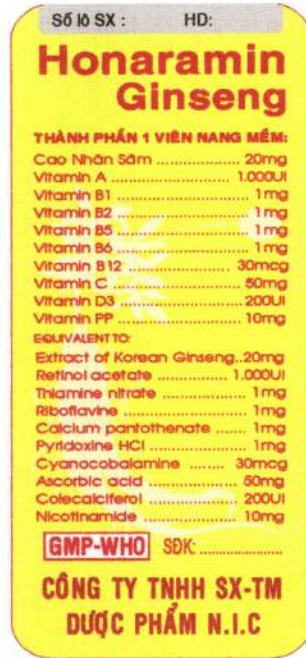 Số lô SX : HD:
Honaramin
Ginseng
THÀNH PHẦN 1 VIÊN NANG MỀM:
Cao Nhân Sâm ................. 20mg
Vitamin A ...................... 1.000UI
Vitamin B1 ......................... 1mg
Vitamin B2 ......................... 1mg
Vitamin B5 ......................... 1mg
Vitamin B6 ......................... 1mg
Vitamin B12 .................... 30mcg
Vitamin C ........................ 50mg
Vitamin D3 ...................... 200UI
Vitamin PP ....................... 10mg
EQUIVALENT TO:
Extract of Korean Ginseng..20mg
Retinol acetate ............. 1.000UI
Thiamine nitrate ................ 1mg
Riboflavine ......................... 1mg
Calcium pantothenate ...... 1mg
Pyridoxine HCl .................. 1mg
Cyanocobalamine ........ 30mcg
Ascorbic acid .................. 50mg
Colecalciferol ................. 200UI
Nicotinamide ................... 10mg
GMP-WHO SĐK: ......................
CÔNG TY TNHH SX-TM
DƯỢC PHẨM N.I.C